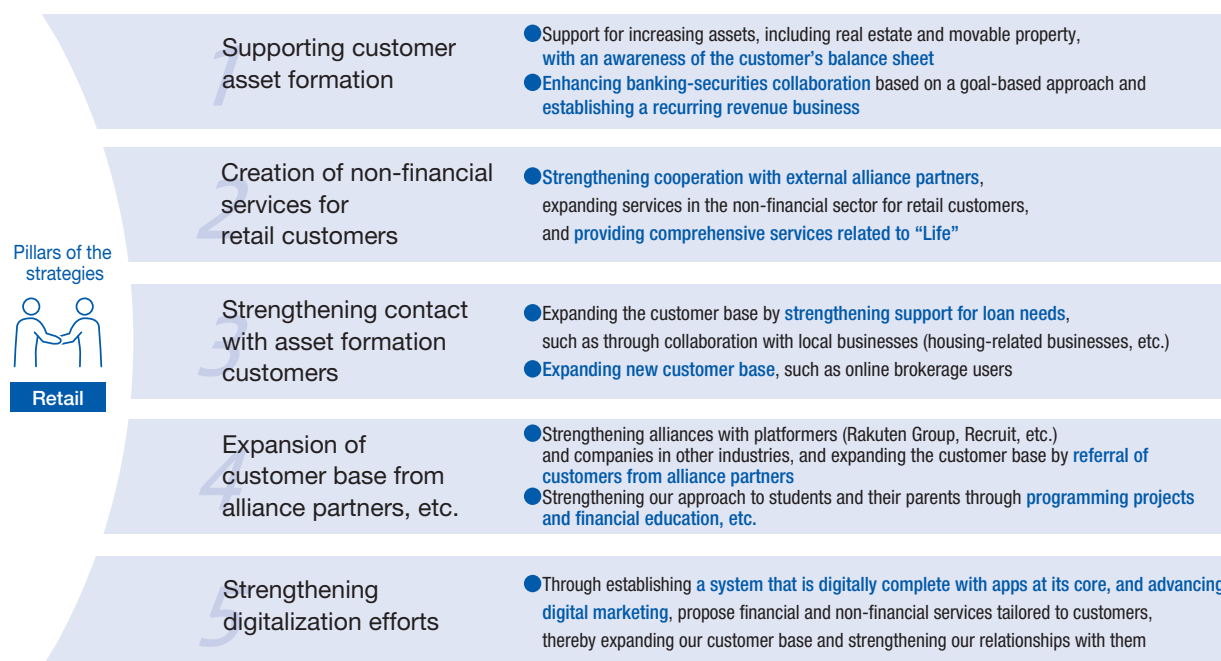 Pillars of the
strategies
Retail
1
Supporting customer
asset formation
●Support for increasing assets, including real estate and movable property,
with an awareness of the customer’s balance sheet
●Enhancing banking-securities collaboration based on a goal-based approach and
establishing a recurring revenue business
2
Creation of non-financial
services for
retail customers
●Strengthening cooperation with external alliance partners,
expanding services in the non-financial sector for retail customers,
and providing comprehensive services related to “Life”
3
Strengthening contact
with asset formation
customers
●Expanding the customer base by strengthening support for loan needs,
such as through collaboration with local businesses (housing-related businesses, etc.)
●Expanding new customer base, such as online brokerage users
4
Expansion of
customer base from
alliance partners, etc.
●Strengthening alliances with platformers (Rakuten Group, Recruit, etc.)
and companies in other industries, and expanding the customer base by referral of
customers from alliance partners
●Strengthening our approach to students and their parents through programming projects
and financial education, etc.
5
Strengthening
digitalization efforts
●Through establishing a system that is digitally complete with apps at its core, and advancing
digital marketing, propose financial and non-financial services tailored to customers,
thereby expanding our customer base and strengthening our relationships with them